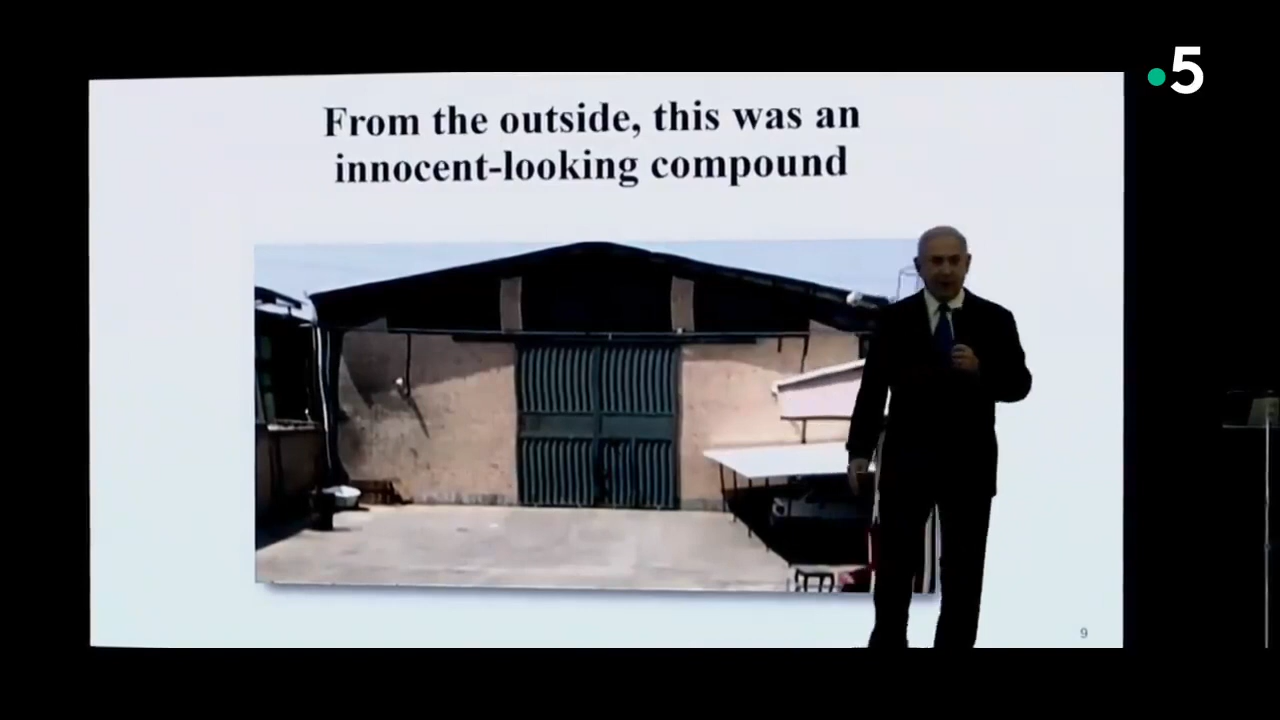 5
From the outside, this was an
innocent-looking compound
9